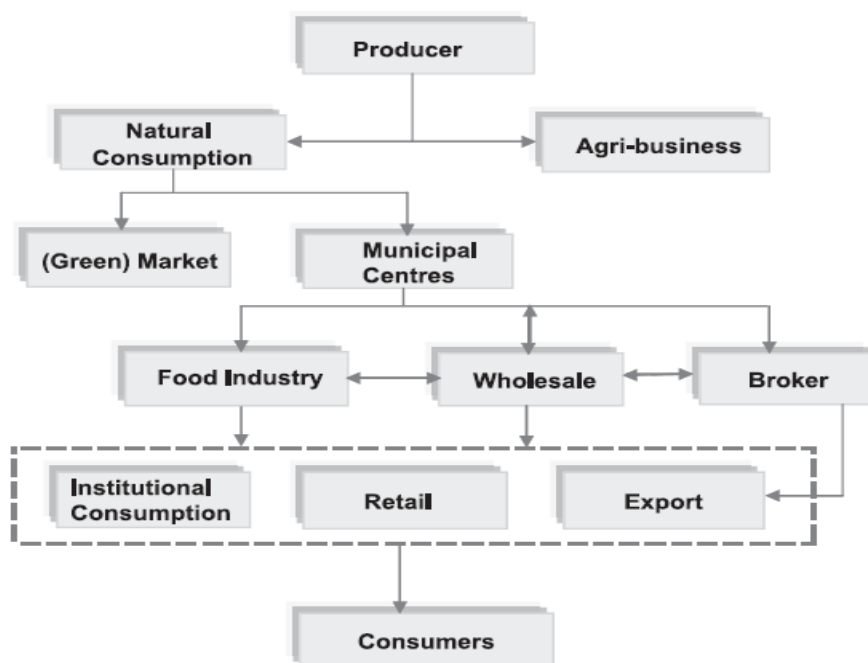 Producer
Natural
Consumption
Agri-business
(Green) Market
Municipal
Centres
Food Industry
Wholesale
Broker
Institutional
Consumption
Retail
Export
Consumers